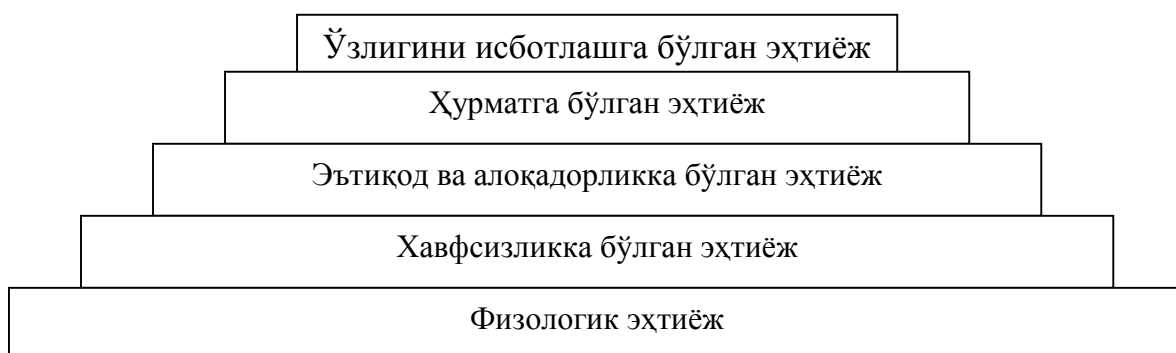 Ўзлигини исботлашга бўлган эҳтиёж
Ҳурматга бўлган эҳтиёж
Эътиқод ва алоқадорликка бўлган эҳтиёж
Хавфсизликка бўлган эҳтиёж
Физологик эҳтиёж